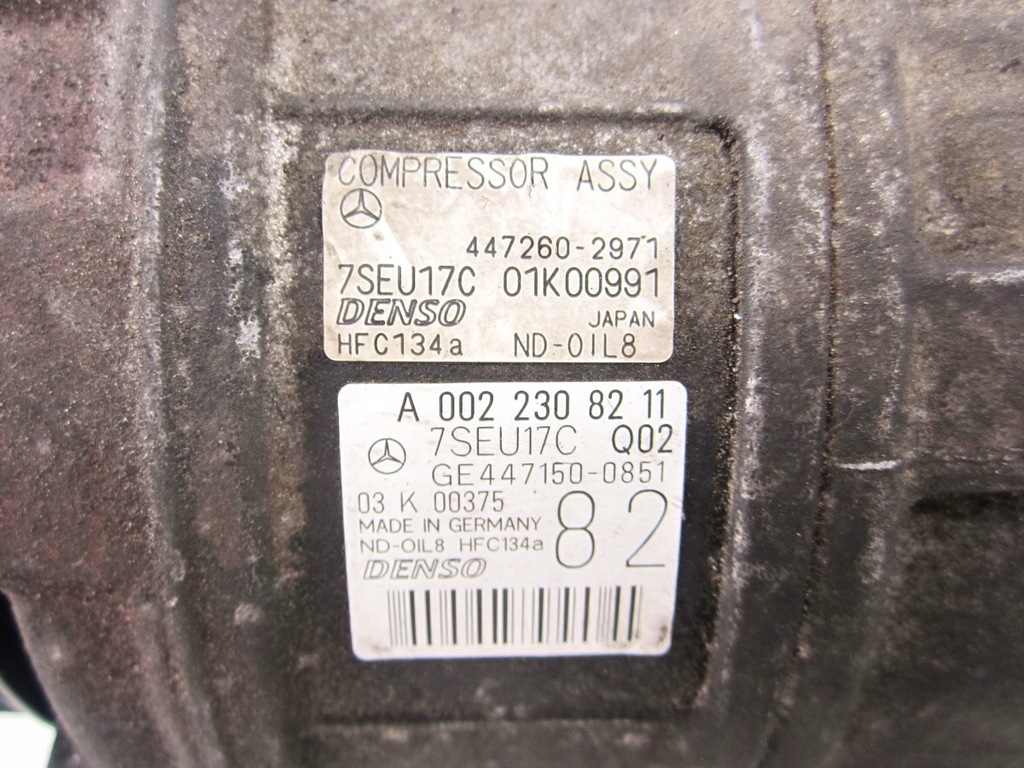 COMPRESSOR ASSY
447260-2971
7SEU17C 01K00991
DENSO JAPAN
HFC134a ND-OIL8
A 002 230 82 11
7SEU17C Q02
GE447150-0851
03 K 00375
MADE IN GERMANY
82
ND-OIL8 HFC134a
DENSO